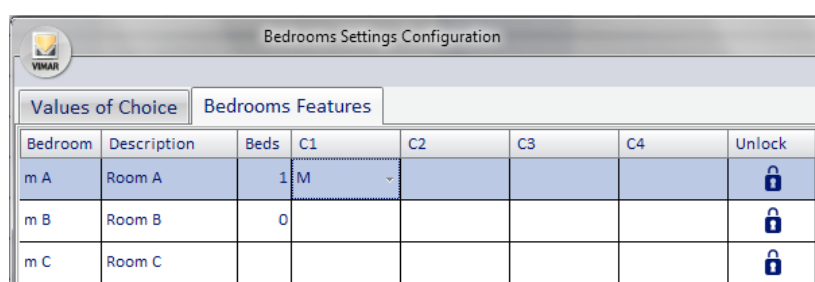 Bedrooms Settings Configuration
VIMAR
Values of Choice Bedrooms Features
Bedroom Description Beds C1 C2 C3 C4 Unlock
m A Room A 1 M
m B Room B 0
m C Room C